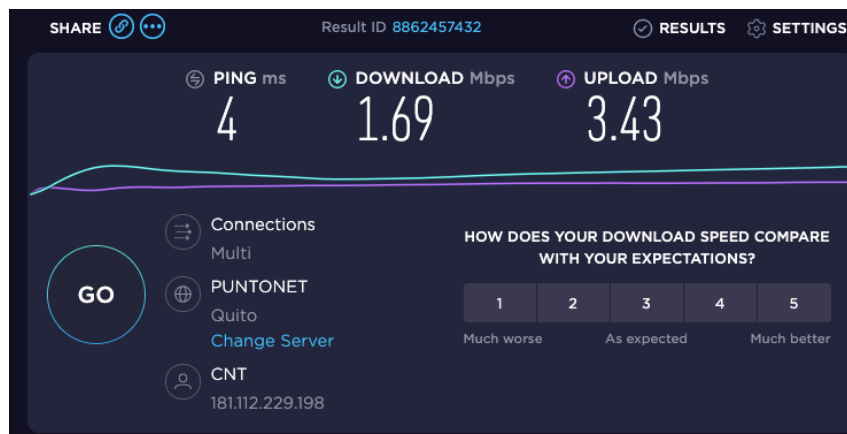 SHARE Result ID 8862457432 RESULTS SETTINGS
PING ms DOWNLOAD Mbps UPLOAD Mbps
4 1.69 3.43
Connections
Multi
HOW DOES YOUR DOWNLOAD SPEED COMPARE
WITH YOUR EXPECTATIONS?
GO
PUNTONET
Quito
Change Server
1 2 3 4 5
Much worse As expected Much better
CNT
181.112.229.198